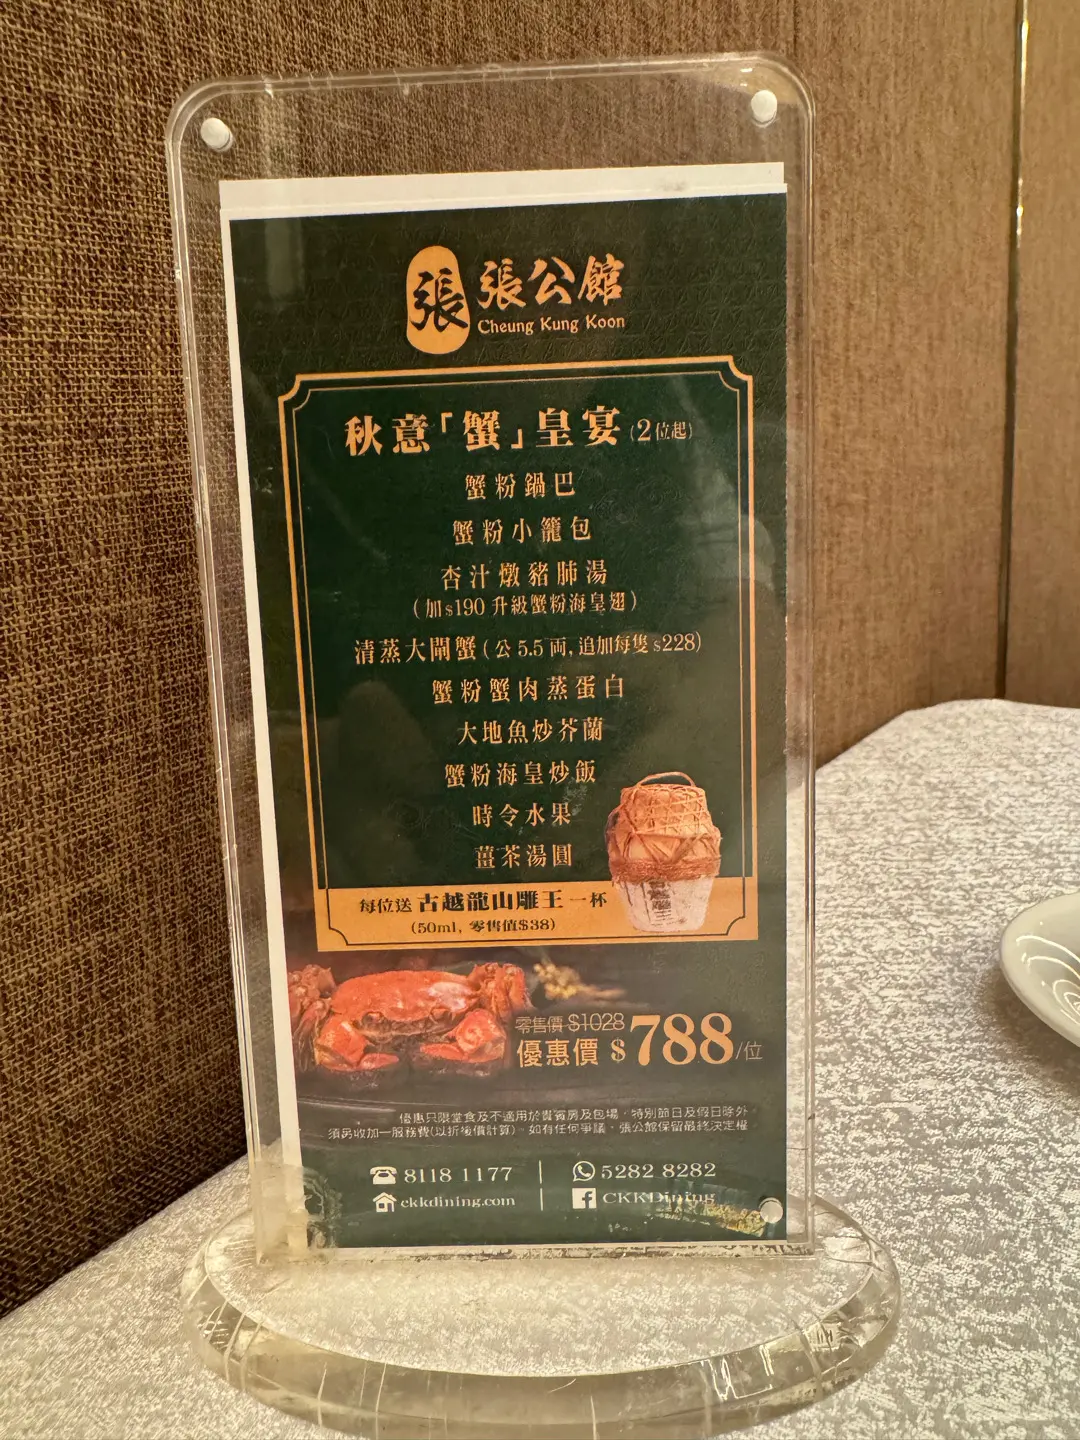 張 張公館
Cheung Kung Koon
秋意「蟹」皇宴 (2位起)
蟹粉鍋巴
蟹粉小籠包
杏汁燉豬肺湯
(加$190升級蟹粉海皇翅)
清蒸大閘蟹 (公5.5両, 追加每隻$228)
蟹粉蟹肉蒸蛋白
大地魚炒芥蘭
蟹粉海皇炒飯
時令水果
薑茶湯圓
每位送 古越龍山雕王 一杯
(50ml, 零售值$38)
零售價 $1028
優惠價 $788/位
優惠只限堂食及不適用於貴賓房及包場，特別節日及假日除外。
須另收加一服務費(以折後價計算)。如有任何爭議，張公館保留最終決定權。
8118 1177 | 5282 8282
ckkdining.com | CKKDining